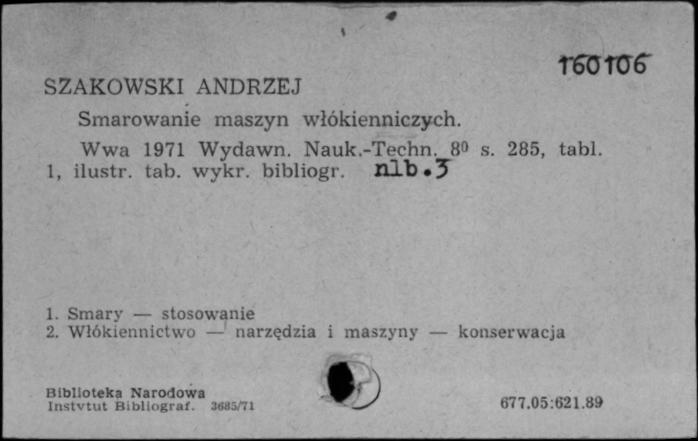 160106
SZAKOWSKI ANDRZEJ
Smarowanie maszyn włókienniczych.
Wwa 1971 Wydawn. Nauk.-Techn. 8⁰ s. 285, tabl.
1, ilustr. tab. wykr. bibliogr. nlb.3
1. Smary — stosowanie
2. Włókiennictwo — narzędzia i maszyny — konserwacja
Biblioteka Narodowa
Instytut Bibliograf. 3685/71
677.05:621.89